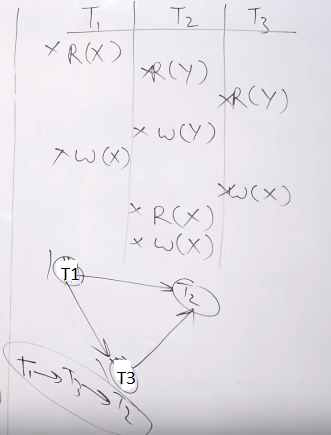 T1 T2 T3
× R(X)
× R(Y)
× R(Y)
× W(Y)
× W(X)
× W(X)
× R(X)
× W(X)
T1
T2
T3
T1 → T3 → T2